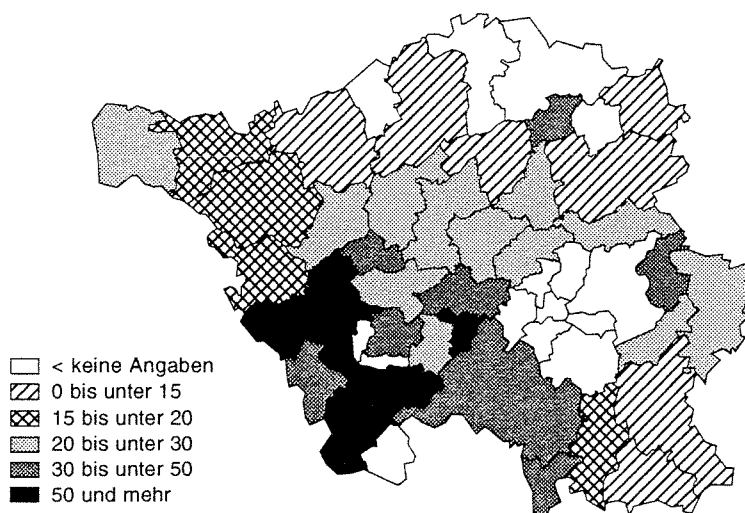 < keine Angaben
0 bis unter 15
15 bis unter 20
20 bis unter 30
30 bis unter 50
50 und mehr